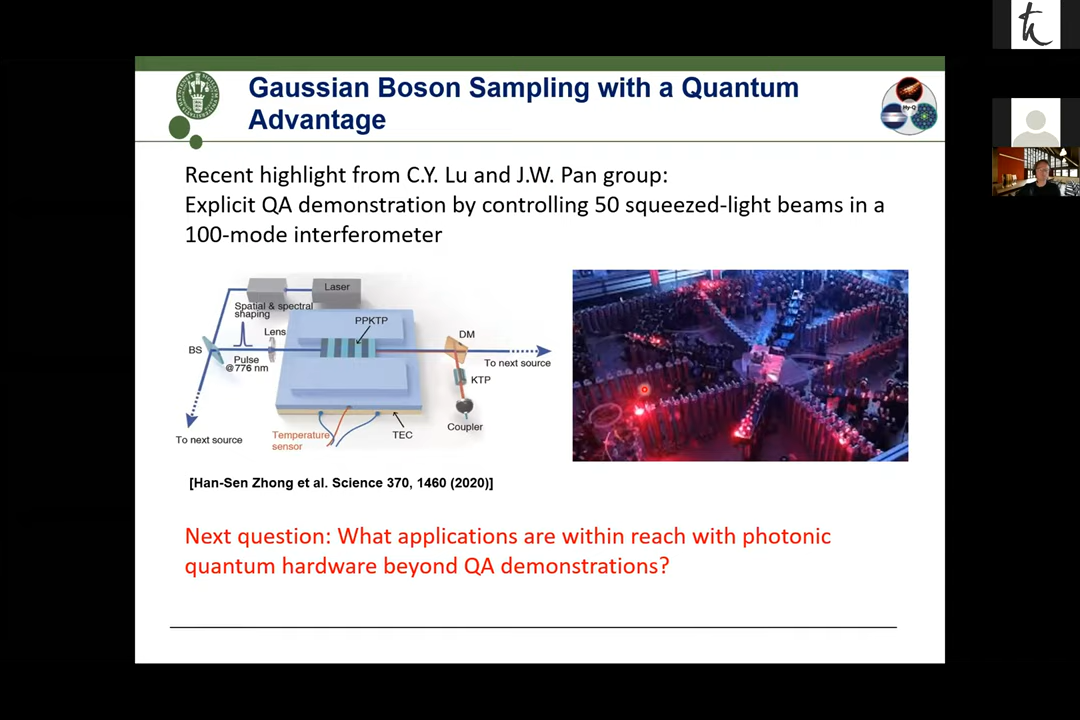 Gaussian Boson Sampling with a Quantum
Advantage
Hy-Q
Recent highlight from C.Y. Lu and J.W. Pan group:
Explicit QA demonstration by controlling 50 squeezed-light beams in a
100-mode interferometer
Laser
Spatial & spectral
shaping
PPKTP
Lens
DM
BS
Pulse
@776 nm
To next source
KTP
Coupler
To next source
Temperature
sensor
TEC
[Han-Sen Zhong et al. Science 370, 1460 (2020)]
Next question: What applications are within reach with photonic
quantum hardware beyond QA demonstrations?